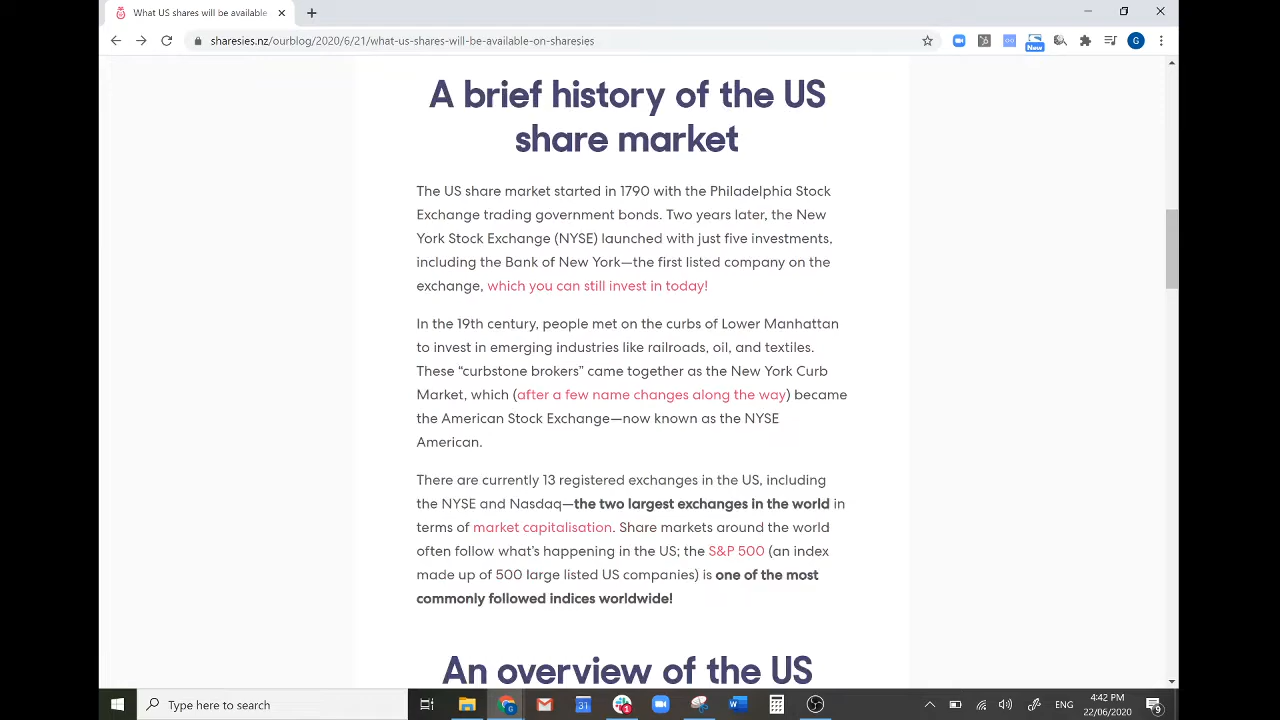 What US shares will be available
sharesies.nz/ourblog/2020/6/21/what-us-shares-will-be-available-on-sharesies
New
G
A brief history of the US
share market
The US share market started in 1790 with the Philadelphia Stock
Exchange trading government bonds. Two years later, the New
York Stock Exchange (NYSE) launched with just five investments,
including the Bank of New York—the first listed company on the
exchange, which you can still invest in today!
In the 19th century, people met on the curbs of Lower Manhattan
to invest in emerging industries like railroads, oil, and textiles.
These “curbstone brokers” came together as the New York Curb
Market, which (after a few name changes along the way) became
the American Stock Exchange—now known as the NYSE
American.
There are currently 13 registered exchanges in the US, including
the NYSE and Nasdaq—the two largest exchanges in the world in
terms of market capitalisation. Share markets around the world
often follow what's happening in the US; the S&P 500 (an index
made up of 500 large listed US companies) is one of the most
commonly followed indices worldwide!
An overview of the US
Type here to search
ENG
4:42 PM
22/06/2020